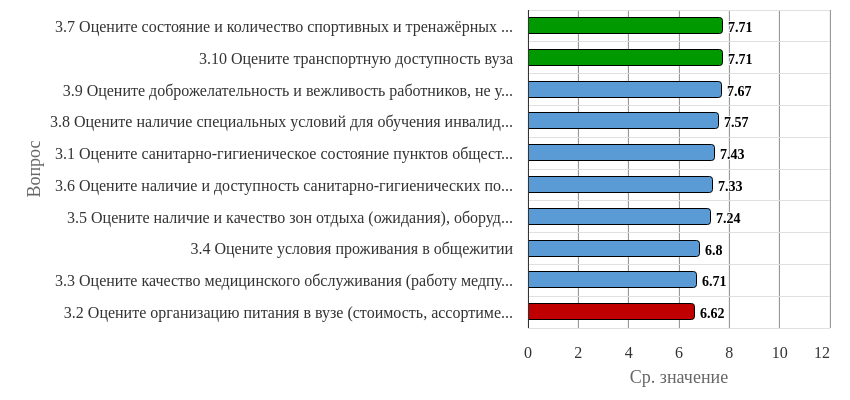 3.7 Оцените состояние и количество спортивных и тренажёрных ... 7.71
3.10 Оцените транспортную доступность вуза 7.71
3.9 Оцените доброжелательность и вежливость работников, не у... 7.67
3.8 Оцените наличие специальных условий для обучения инвалид... 7.57
3.1 Оцените санитарно-гигиеническое состояние пунктов общест... 7.43
3.6 Оцените наличие и доступность санитарно-гигиенических по... 7.33
3.5 Оцените наличие и качество зон отдыха (ожидания), оборуд... 7.24
3.4 Оцените условия проживания в общежитии 6.8
3.3 Оцените качество медицинского обслуживания (работу медпу... 6.71
3.2 Оцените организацию питания в вузе (стоимость, ассортиме... 6.62
Вопрос
0 2 4 6 8 10 12
Ср. значение